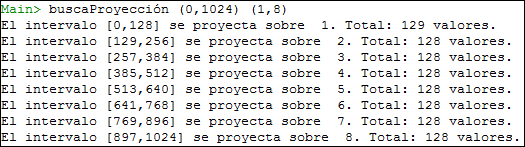 Main> buscaProyección (0,1024) (1,8)
El intervalo [0,128] se proyecta sobre  1. Total: 129 valores.
El intervalo [129,256] se proyecta sobre  2. Total: 128 valores.
El intervalo [257,384] se proyecta sobre  3. Total: 128 valores.
El intervalo [385,512] se proyecta sobre  4. Total: 128 valores.
El intervalo [513,640] se proyecta sobre  5. Total: 128 valores.
El intervalo [641,768] se proyecta sobre  6. Total: 128 valores.
El intervalo [769,896] se proyecta sobre  7. Total: 128 valores.
El intervalo [897,1024] se proyecta sobre  8. Total: 128 valores.